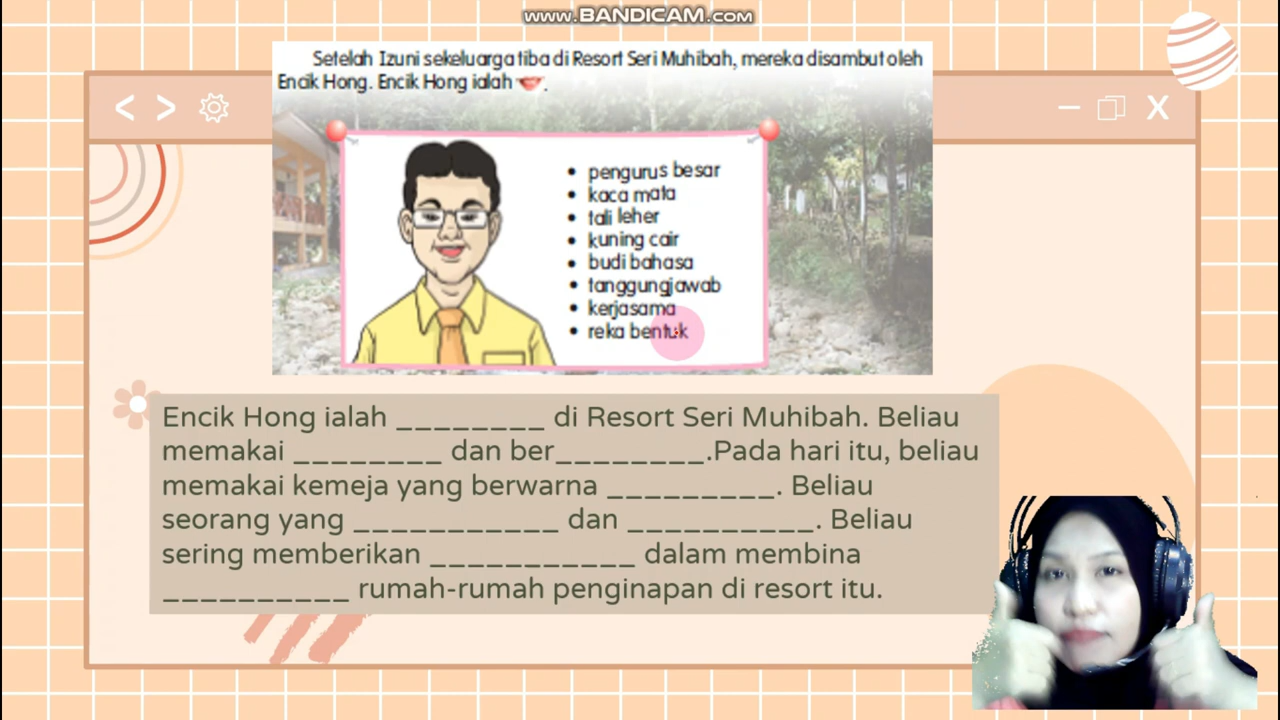 www.BANDICAM.com
Setelah Izuni sekeluarga tiba di Resort Seri Muhibah, mereka disambut oleh
Encik Hong. Encik Hong ialah
• pengurus besar
• kaca mata
• tali leher
• kuning cair
• budi bahasa
• tanggungjawab
• kerjasama
• reka bentuk
Encik Hong ialah ________ di Resort Seri Muhibah. Beliau
memakai ________ dan ber________.Pada hari itu, beliau
memakai kemeja yang berwarna _________. Beliau
seorang yang ___________ dan __________. Beliau
sering memberikan ___________ dalam membina
__________ rumah-rumah penginapan di resort itu.